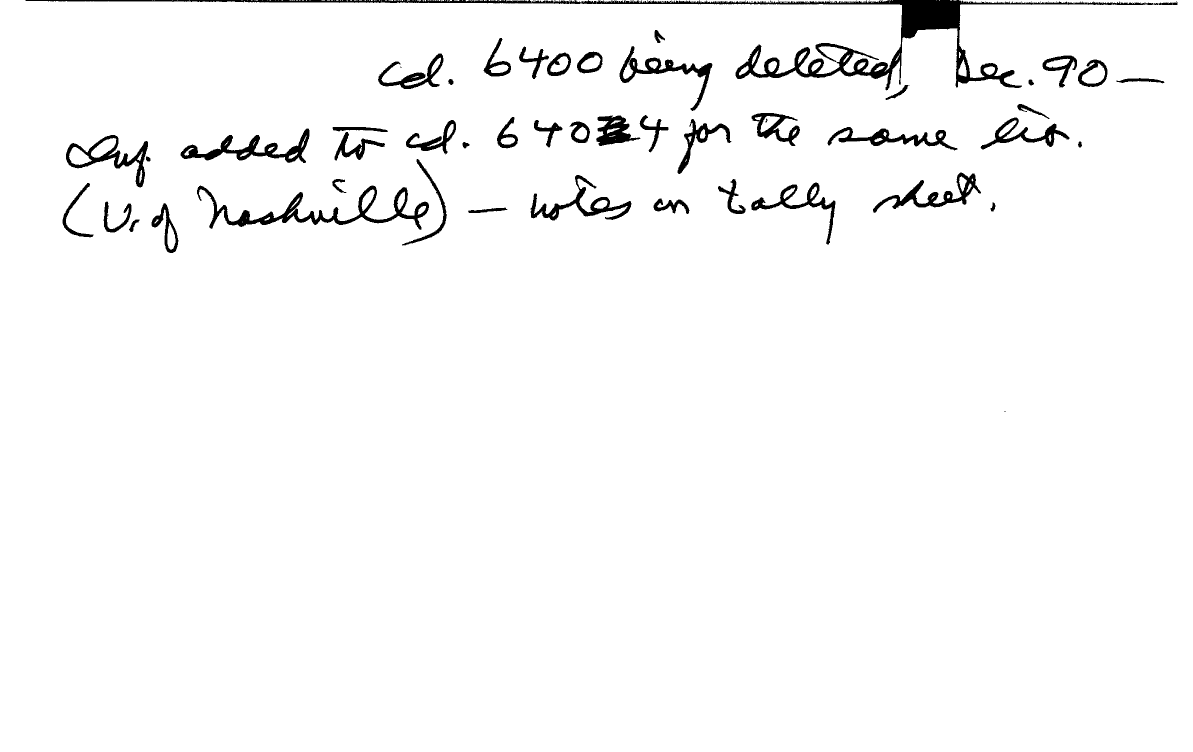 cd. 6400 being deleted, Dec. 90 —
Inf. added to cd. 6404 for the same lib.
(U. of Nashville) — notes on tally sheet.